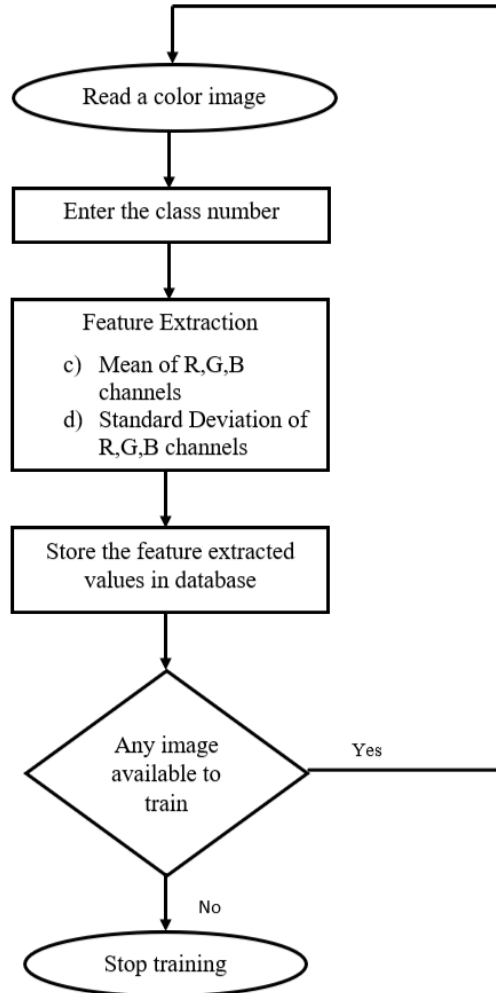 Read a color image
Enter the class number
Feature Extraction
c) Mean of R,G,B
channels
d) Standard Deviation of
R,G,B channels
Store the feature extracted
values in database
Any image
available to
train
Yes
No
Stop training